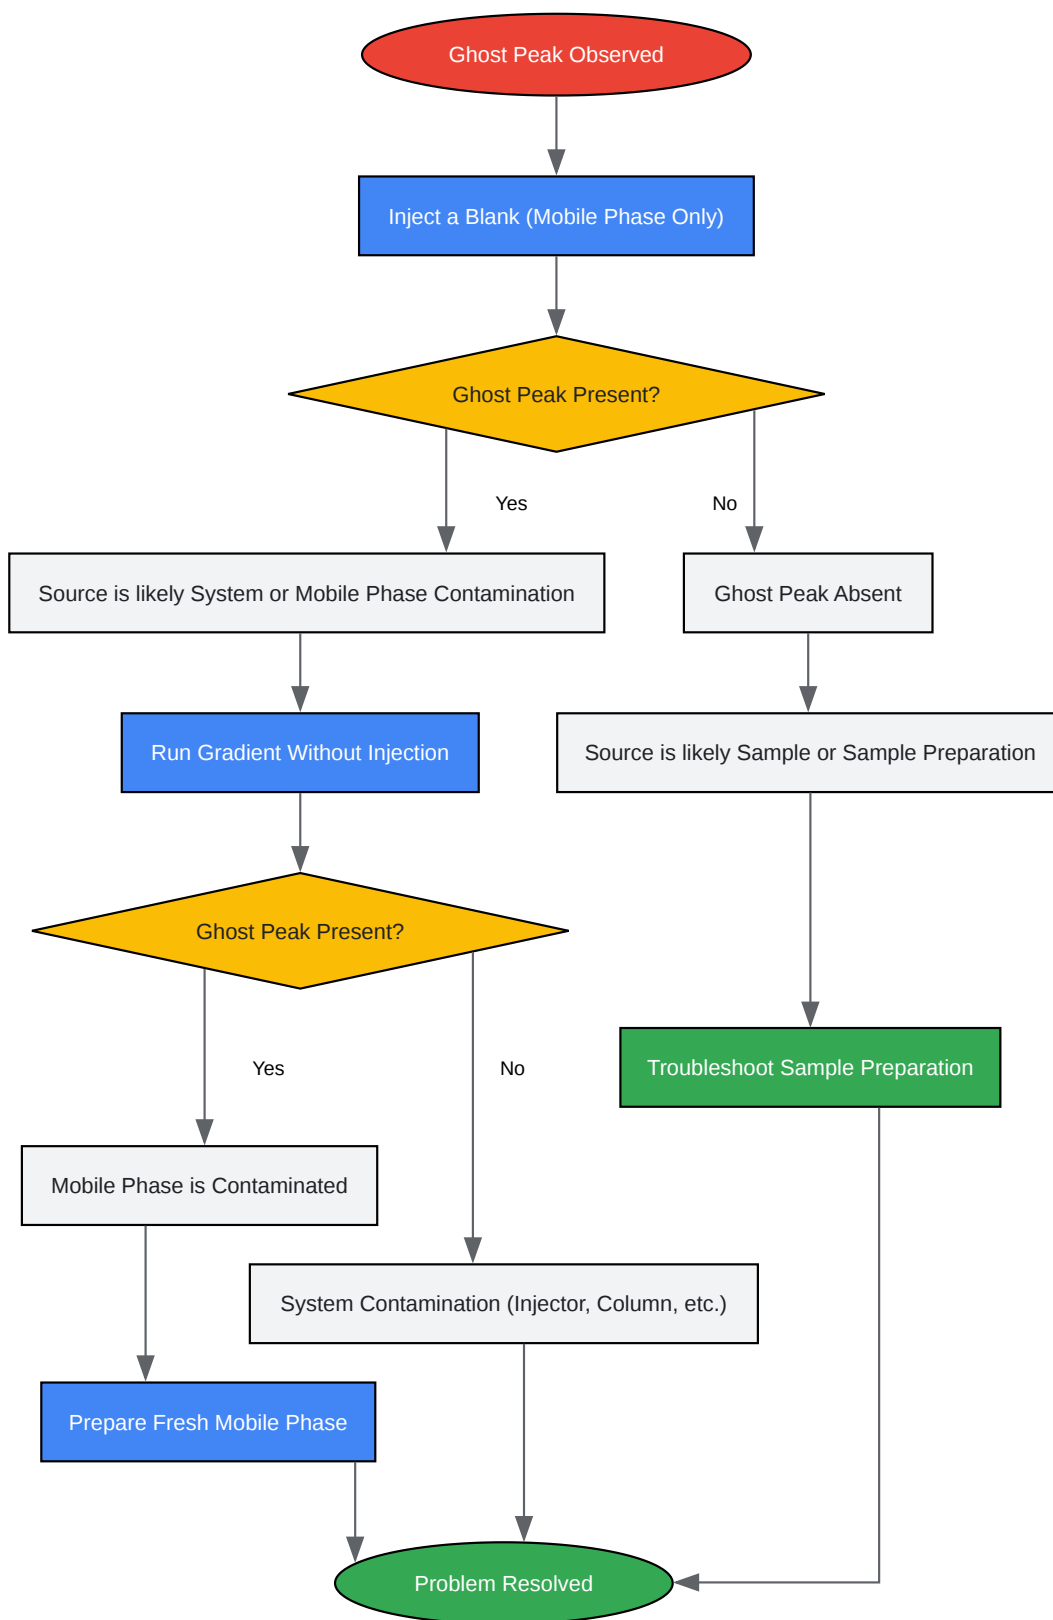 Ghost Peak Observed
Inject a Blank (Mobile Phase Only)
Ghost Peak Present?
Yes
No
Source is likely System or Mobile Phase Contamination
Ghost Peak Absent
Run Gradient Without Injection
Source is likely Sample or Sample Preparation
Ghost Peak Present?
Yes
No
Troubleshoot Sample Preparation
Mobile Phase is Contaminated
System Contamination (Injector, Column, etc.)
Prepare Fresh Mobile Phase
Problem Resolved